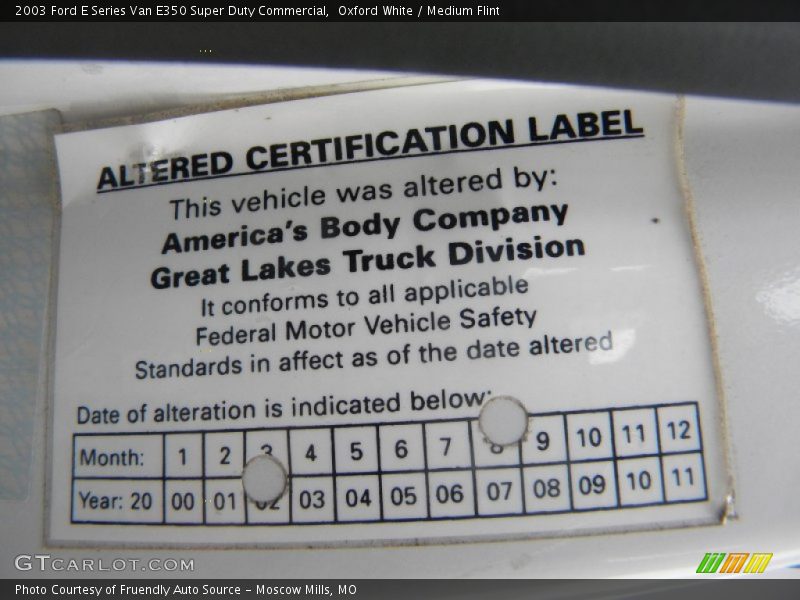 2003 Ford E Series Van E350 Super Duty Commercial, Oxford White / Medium Flint
ALTERED CERTIFICATION LABEL
This vehicle was altered by:
America's Body Company
Great Lakes Truck Division
It conforms to all applicable
Federal Motor Vehicle Safety
Standards in affect as of the date altered
Date of alteration is indicated below:
Month: 1 2 3 4 5 6 7 8 9 10 11 12
Year: 20 00 01 02 03 04 05 06 07 08 09 10 11
GTCARLOT.COM
Photo Courtesy of Fruendly Auto Source - Moscow Mills, MO